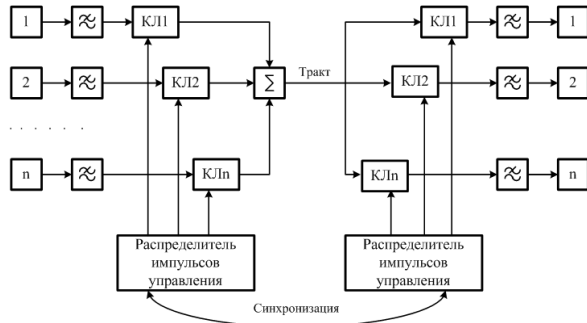 1 КЛ1 КЛ1 1
2 КЛ2 Σ Тракт КЛ2 2
. . . . . .
n КЛn КЛn n
Распределитель импульсов управления
Распределитель импульсов управления
Синхронизация